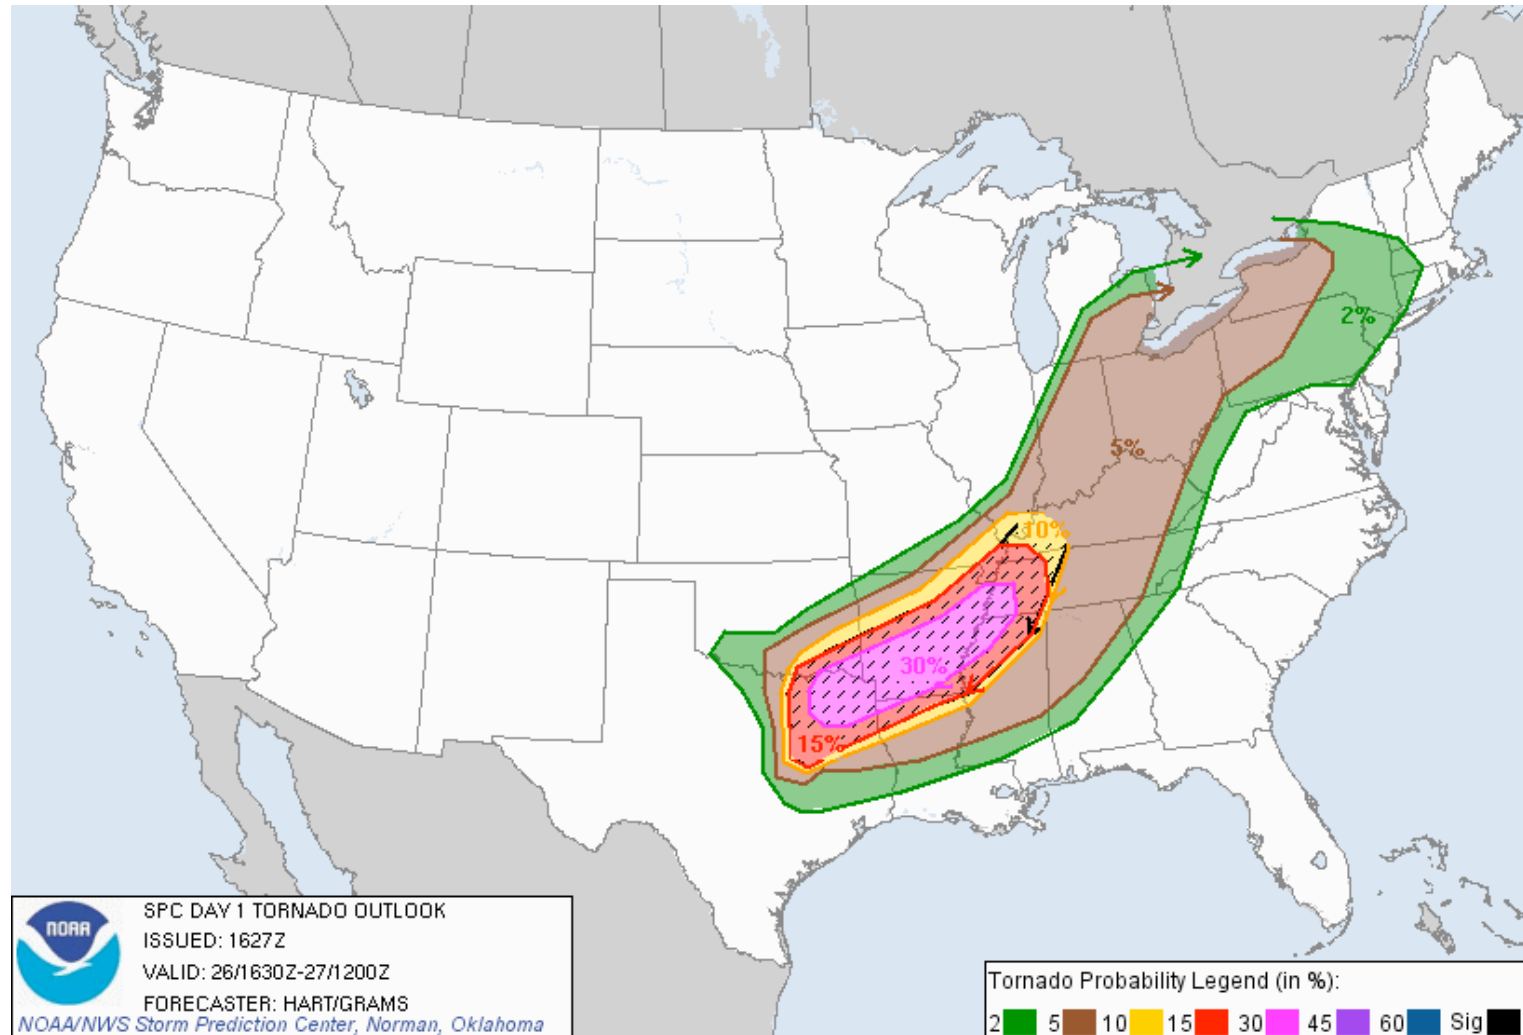 2%
5%
10%
30%
15%
NOAA
SPC DAY 1 TORNADO OUTLOOK
ISSUED: 1627Z
VALID: 26/1630Z-27/1200Z
FORECASTER: HART/GRAMS
NOAA/NWS Storm Prediction Center, Norman, Oklahoma
Tornado Probability Legend (in %):
2 5 10 15 30 45 60 Sig